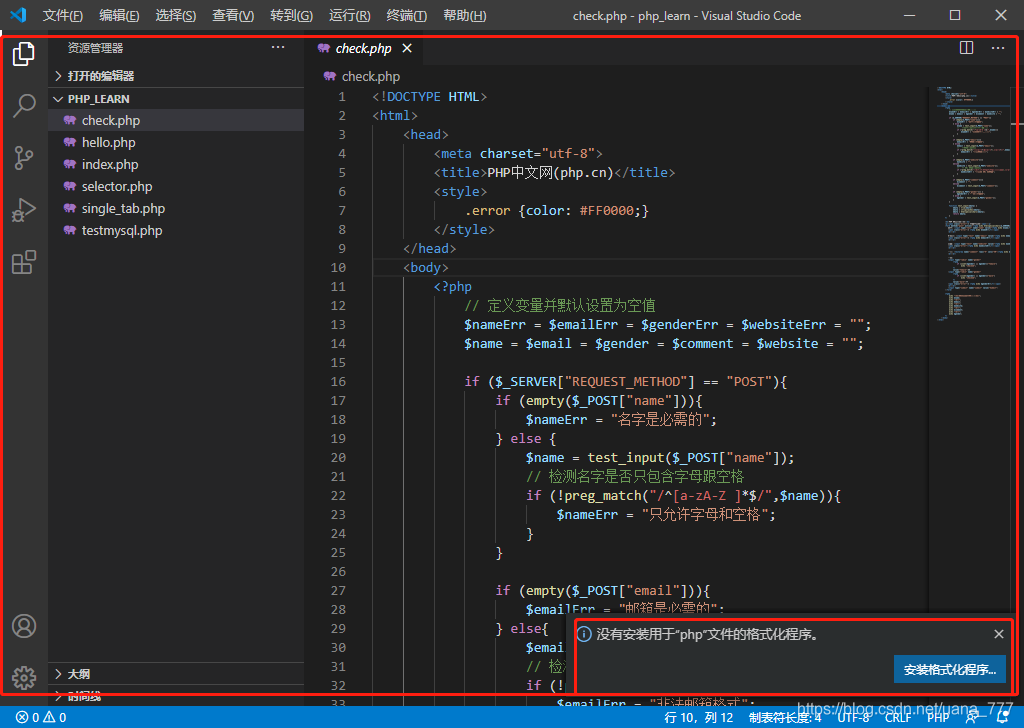 文件(F) 编辑(E) 选择(S) 查看(V) 转到(G) 运行(R) 终端(T) 帮助(H) check.php - php_learn - Visual Studio Code
资源管理器 ···
打开的编辑器
PHP_LEARN
check.php
hello.php
index.php
selector.php
single_tab.php
testmysql.php
大纲
时间线
check.php
check.php
1 <!DOCTYPE HTML>
2 <html>
3 <head>
4 <meta charset="utf-8">
5 <title>PHP中文网(php.cn)</title>
6 <style>
7 .error {color: #FF0000;}
8 </style>
9 </head>
10 <body>
11 <?php
12 // 定义变量并默认设置为空值
13 $nameErr = $emailErr = $genderErr = $websiteErr = "";
14 $name = $email = $gender = $comment = $website = "";
15
16 if ($_SERVER["REQUEST_METHOD"] == "POST"){
17 if (empty($_POST["name"])){
18 $nameErr = "名字是必需的";
19 } else {
20 $name = test_input($_POST["name"]);
21 // 检测名字是否只包含字母跟空格
22 if (!preg_match("/^[a-zA-Z ]*$/",$name)){
23 $nameErr = "只允许字母和空格";
24 }
25 }
26
27 if (empty($_POST["email"])){
28 $emailErr = "邮箱是必需的";
29 } else{
30 $emai
31 // 检
32 if (!
$emailErr = "非法邮箱格式";
没有安装用于“php”文件的格式化程序。
安装格式化程序...
0 0 行 10，列 12 制表符长度: 4 UTF-8 CRLF PHP
https://blog.csdn.net/yana_777